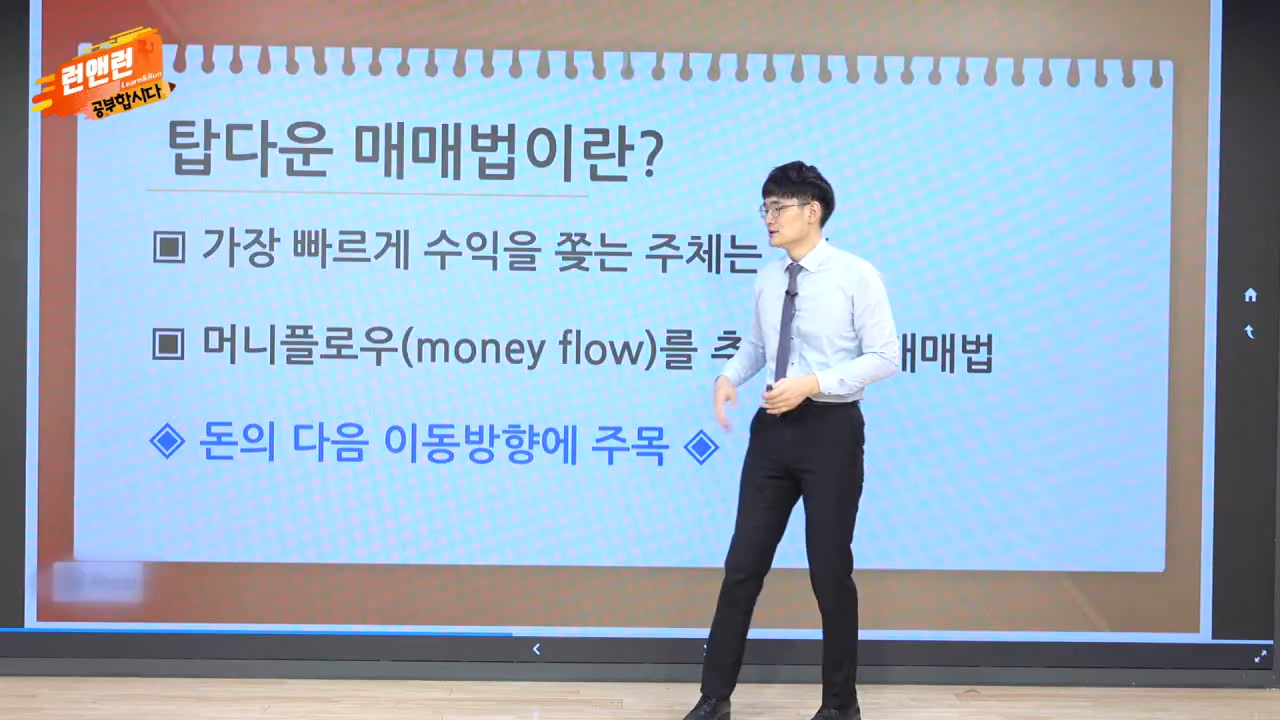 런앤런
Learn&Run
공부합시다
탑다운 매매법이란?
▣ 가장 빠르게 수익을 쫓는 주체는
▣ 머니플로우(money flow)를 매매법
◈ 돈의 다음 이동방향에 주목 ◈